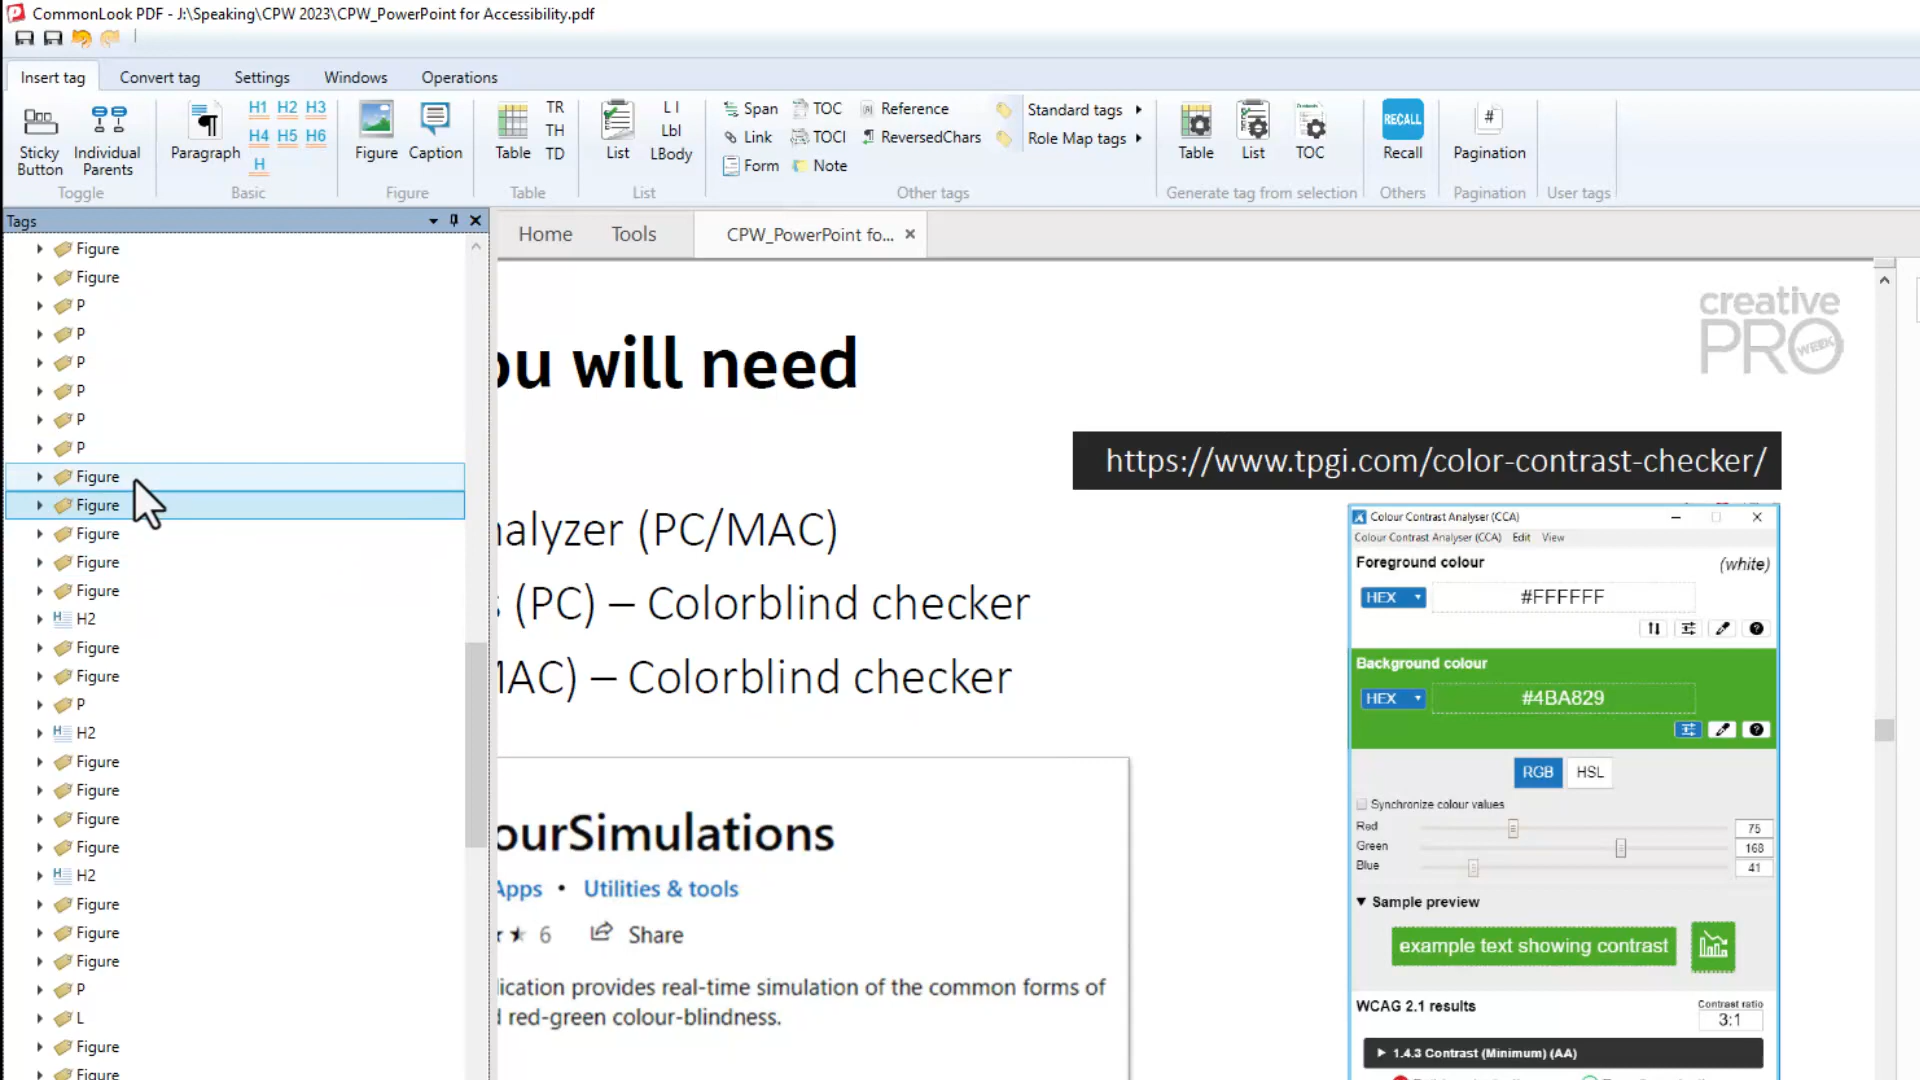 CommonLook PDF - J:\Speaking\CPW 2023\CPW_PowerPoint for Accessibility.pdf
Insert tag Convert tag Settings Windows Operations
Sticky Button
Individual Parents
Toggle
Paragraph
H1 H2 H3
H4 H5 H6
H
Basic
Figure Caption
Figure
Table
TR
TH
TD
Table
List
L I
Lbl
LBody
List
Span TOC Reference
Link TOCI ReversedChars
Form Note
Standard tags
Role Map tags
Other tags
Table List TOC
Generate tag from selection
RECALL
Recall
Others
#
Pagination
Pagination
User tags
Tags
Figure
Figure
P
P
P
P
P
P
Figure
Figure
Figure
Figure
Figure
H2
Figure
Figure
P
H2
Figure
Figure
Figure
Figure
H2
Figure
Figure
Figure
P
L
Figure
Figure
Home Tools CPW_PowerPoint fo...
creative
PRO
WEEK
ou will need
https://www.tpgi.com/color-contrast-checker/
nalyzer (PC/MAC)
s (PC) – Colorblind checker
MAC) – Colorblind checker
ourSimulations
Apps • Utilities & tools
6 Share
lication provides real-time simulation of the common forms of
d red-green colour-blindness.
Colour Contrast Analyser (CCA)
Colour Contrast Analyser (CCA) Edit View
Foreground colour (white)
HEX #FFFFFF
Background colour
HEX #4BA829
RGB HSL
Synchronize colour values
Red 75
Green 168
Blue 41
Sample preview
example text showing contrast
WCAG 2.1 results
Contrast ratio
3:1
1.4.3 Contrast (Minimum) (AA)